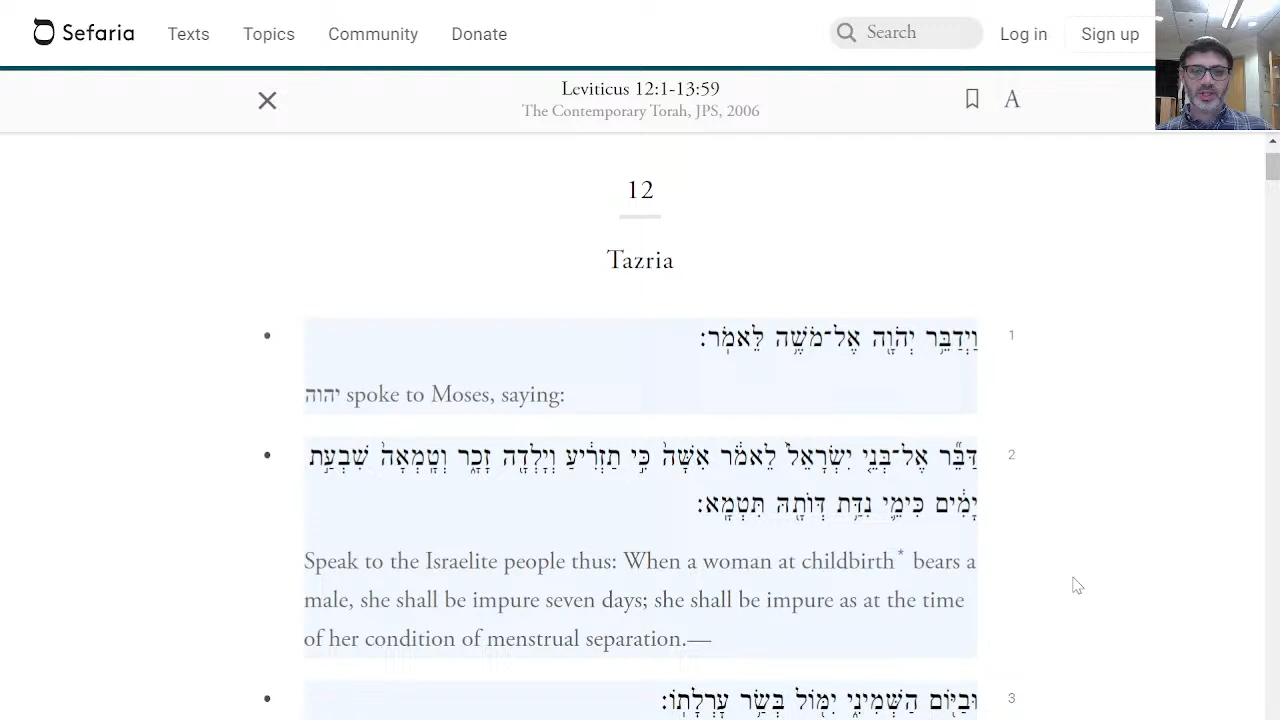 Sefaria Texts Topics Community Donate Search Log in Sign up
Leviticus 12:1-13:59
The Contemporary Torah, JPS, 2006
A
12
Tazria
וַיְדַבֵּ֥ר יְהֹוָ֖ה אֶל־מֹשֶׁ֥ה לֵּאמֹֽר׃ 1
יהוה spoke to Moses, saying:
דַּבֵּ֞ר אֶל־בְּנֵ֤י יִשְׂרָאֵל֙ לֵאמֹ֔ר אִשָּׁה֙ כִּ֣י תַזְרִ֔יעַ וְיָלְדָ֖ה זָכָ֑ר וְטָֽמְאָה֙ שִׁבְעַ֣ת 2
יָמִ֔ים כִּימֵ֛י נִדַּ֥ת דְּוֺתָ֖הּ תִּטְמָֽא׃
Speak to the Israelite people thus: When a woman at childbirth* bears a
male, she shall be impure seven days; she shall be impure as at the time
of her condition of menstrual separation.—
וּבַיּ֖וֹם הַשְּׁמִינִ֑י יִמּ֖וֹל בְּשַׂ֥ר עׇרְלָתֽוֹ׃ 3